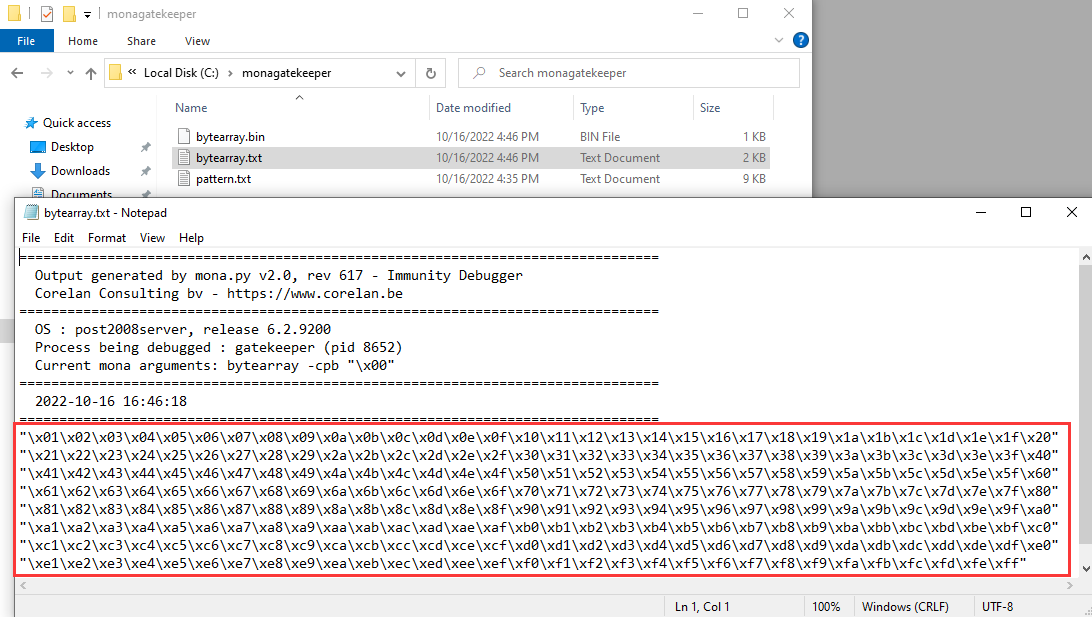 monagatekeeper
File Home Share View
« Local Disk (C:) › monagatekeeper
Search monagatekeeper
Name Date modified Type Size
Quick access
Desktop
Downloads
Documents
bytearray.bin 10/16/2022 4:46 PM BIN File 1 KB
bytearray.txt 10/16/2022 4:46 PM Text Document 2 KB
pattern.txt 10/16/2022 4:35 PM Text Document 9 KB
bytearray.txt - Notepad
File Edit Format View Help
================================================================================
Output generated by mona.py v2.0, rev 617 - Immunity Debugger
Corelan Consulting bv - https://www.corelan.be
================================================================================
OS : post2008server, release 6.2.9200
Process being debugged : gatekeeper (pid 8652)
Current mona arguments: bytearray -cpb "\x00"
================================================================================
2022-10-16 16:46:18
================================================================================
"\x01\x02\x03\x04\x05\x06\x07\x08\x09\x0a\x0b\x0c\x0d\x0e\x0f\x10\x11\x12\x13\x14\x15\x16\x17\x18\x19\x1a\x1b\x1c\x1d\x1e\x1f\x20"
"\x21\x22\x23\x24\x25\x26\x27\x28\x29\x2a\x2b\x2c\x2d\x2e\x2f\x30\x31\x32\x33\x34\x35\x36\x37\x38\x39\x3a\x3b\x3c\x3d\x3e\x3f\x40"
"\x41\x42\x43\x44\x45\x46\x47\x48\x49\x4a\x4b\x4c\x4d\x4e\x4f\x50\x51\x52\x53\x54\x55\x56\x57\x58\x59\x5a\x5b\x5c\x5d\x5e\x5f\x60"
"\x61\x62\x63\x64\x65\x66\x67\x68\x69\x6a\x6b\x6c\x6d\x6e\x6f\x70\x71\x72\x73\x74\x75\x76\x77\x78\x79\x7a\x7b\x7c\x7d\x7e\x7f\x80"
"\x81\x82\x83\x84\x85\x86\x87\x88\x89\x8a\x8b\x8c\x8d\x8e\x8f\x90\x91\x92\x93\x94\x95\x96\x97\x98\x99\x9a\x9b\x9c\x9d\x9e\x9f\xa0"
"\xa1\xa2\xa3\xa4\xa5\xa6\xa7\xa8\xa9\xaa\xab\xac\xad\xae\xaf\xb0\xb1\xb2\xb3\xb4\xb5\xb6\xb7\xb8\xb9\xba\xbb\xbc\xbd\xbe\xbf\xc0"
"\xc1\xc2\xc3\xc4\xc5\xc6\xc7\xc8\xc9\xca\xcb\xcc\xcd\xce\xcf\xd0\xd1\xd2\xd3\xd4\xd5\xd6\xd7\xd8\xd9\xda\xdb\xdc\xdd\xde\xdf\xe0"
"\xe1\xe2\xe3\xe4\xe5\xe6\xe7\xe8\xe9\xea\xeb\xec\xed\xee\xef\xf0\xf1\xf2\xf3\xf4\xf5\xf6\xf7\xf8\xf9\xfa\xfb\xfc\xfd\xfe\xff"
Ln 1, Col 1 100% Windows (CRLF) UTF-8